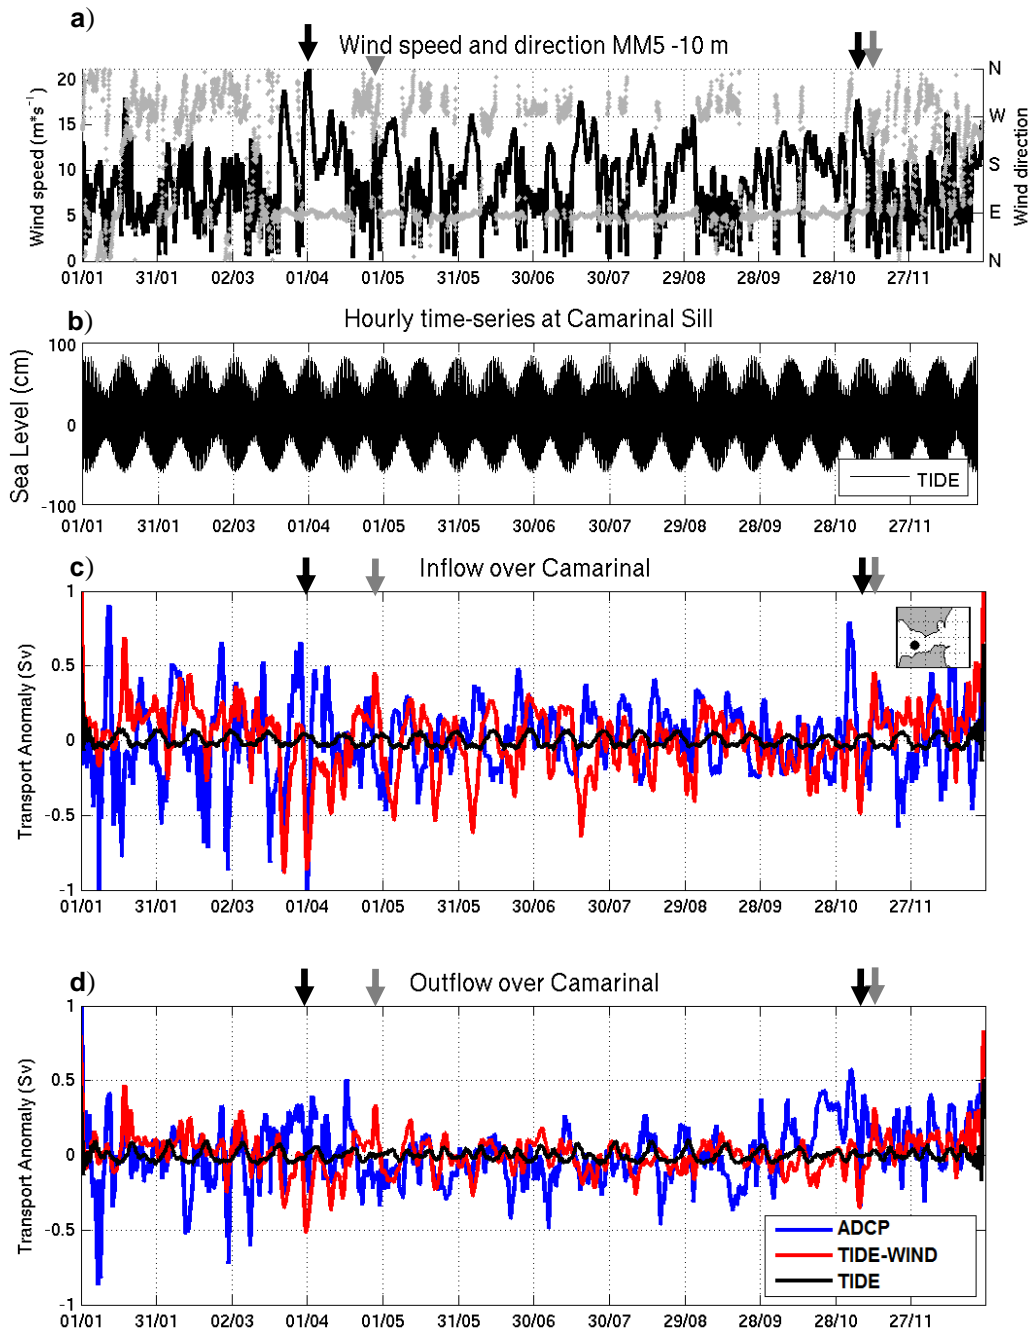 a)
Wind speed and direction MM5 -10 m
Wind speed (m*s⁻¹)
20
15
10
5
0
N
W
S
E
N
Wind direction
01/01 31/01 02/03 01/04 01/05 31/05 30/06 30/07 29/08 28/09 28/10 27/11
b)
Hourly time-series at Camarinal Sill
Sea Level (cm)
100
0
-100
TIDE
01/01 31/01 02/03 01/04 01/05 31/05 30/06 30/07 29/08 28/09 28/10 27/11
c)
Inflow over Camarinal
Transport Anomaly (Sv)
1
0.5
0
-0.5
-1
01/01 31/01 02/03 01/04 01/05 31/05 30/06 30/07 29/08 28/09 28/10 27/11
d)
Outflow over Camarinal
Transport Anomaly (Sv)
1
0.5
0
-0.5
-1
ADCP
TIDE-WIND
TIDE
01/01 31/01 02/03 01/04 01/05 31/05 30/06 30/07 29/08 28/09 28/10 27/11